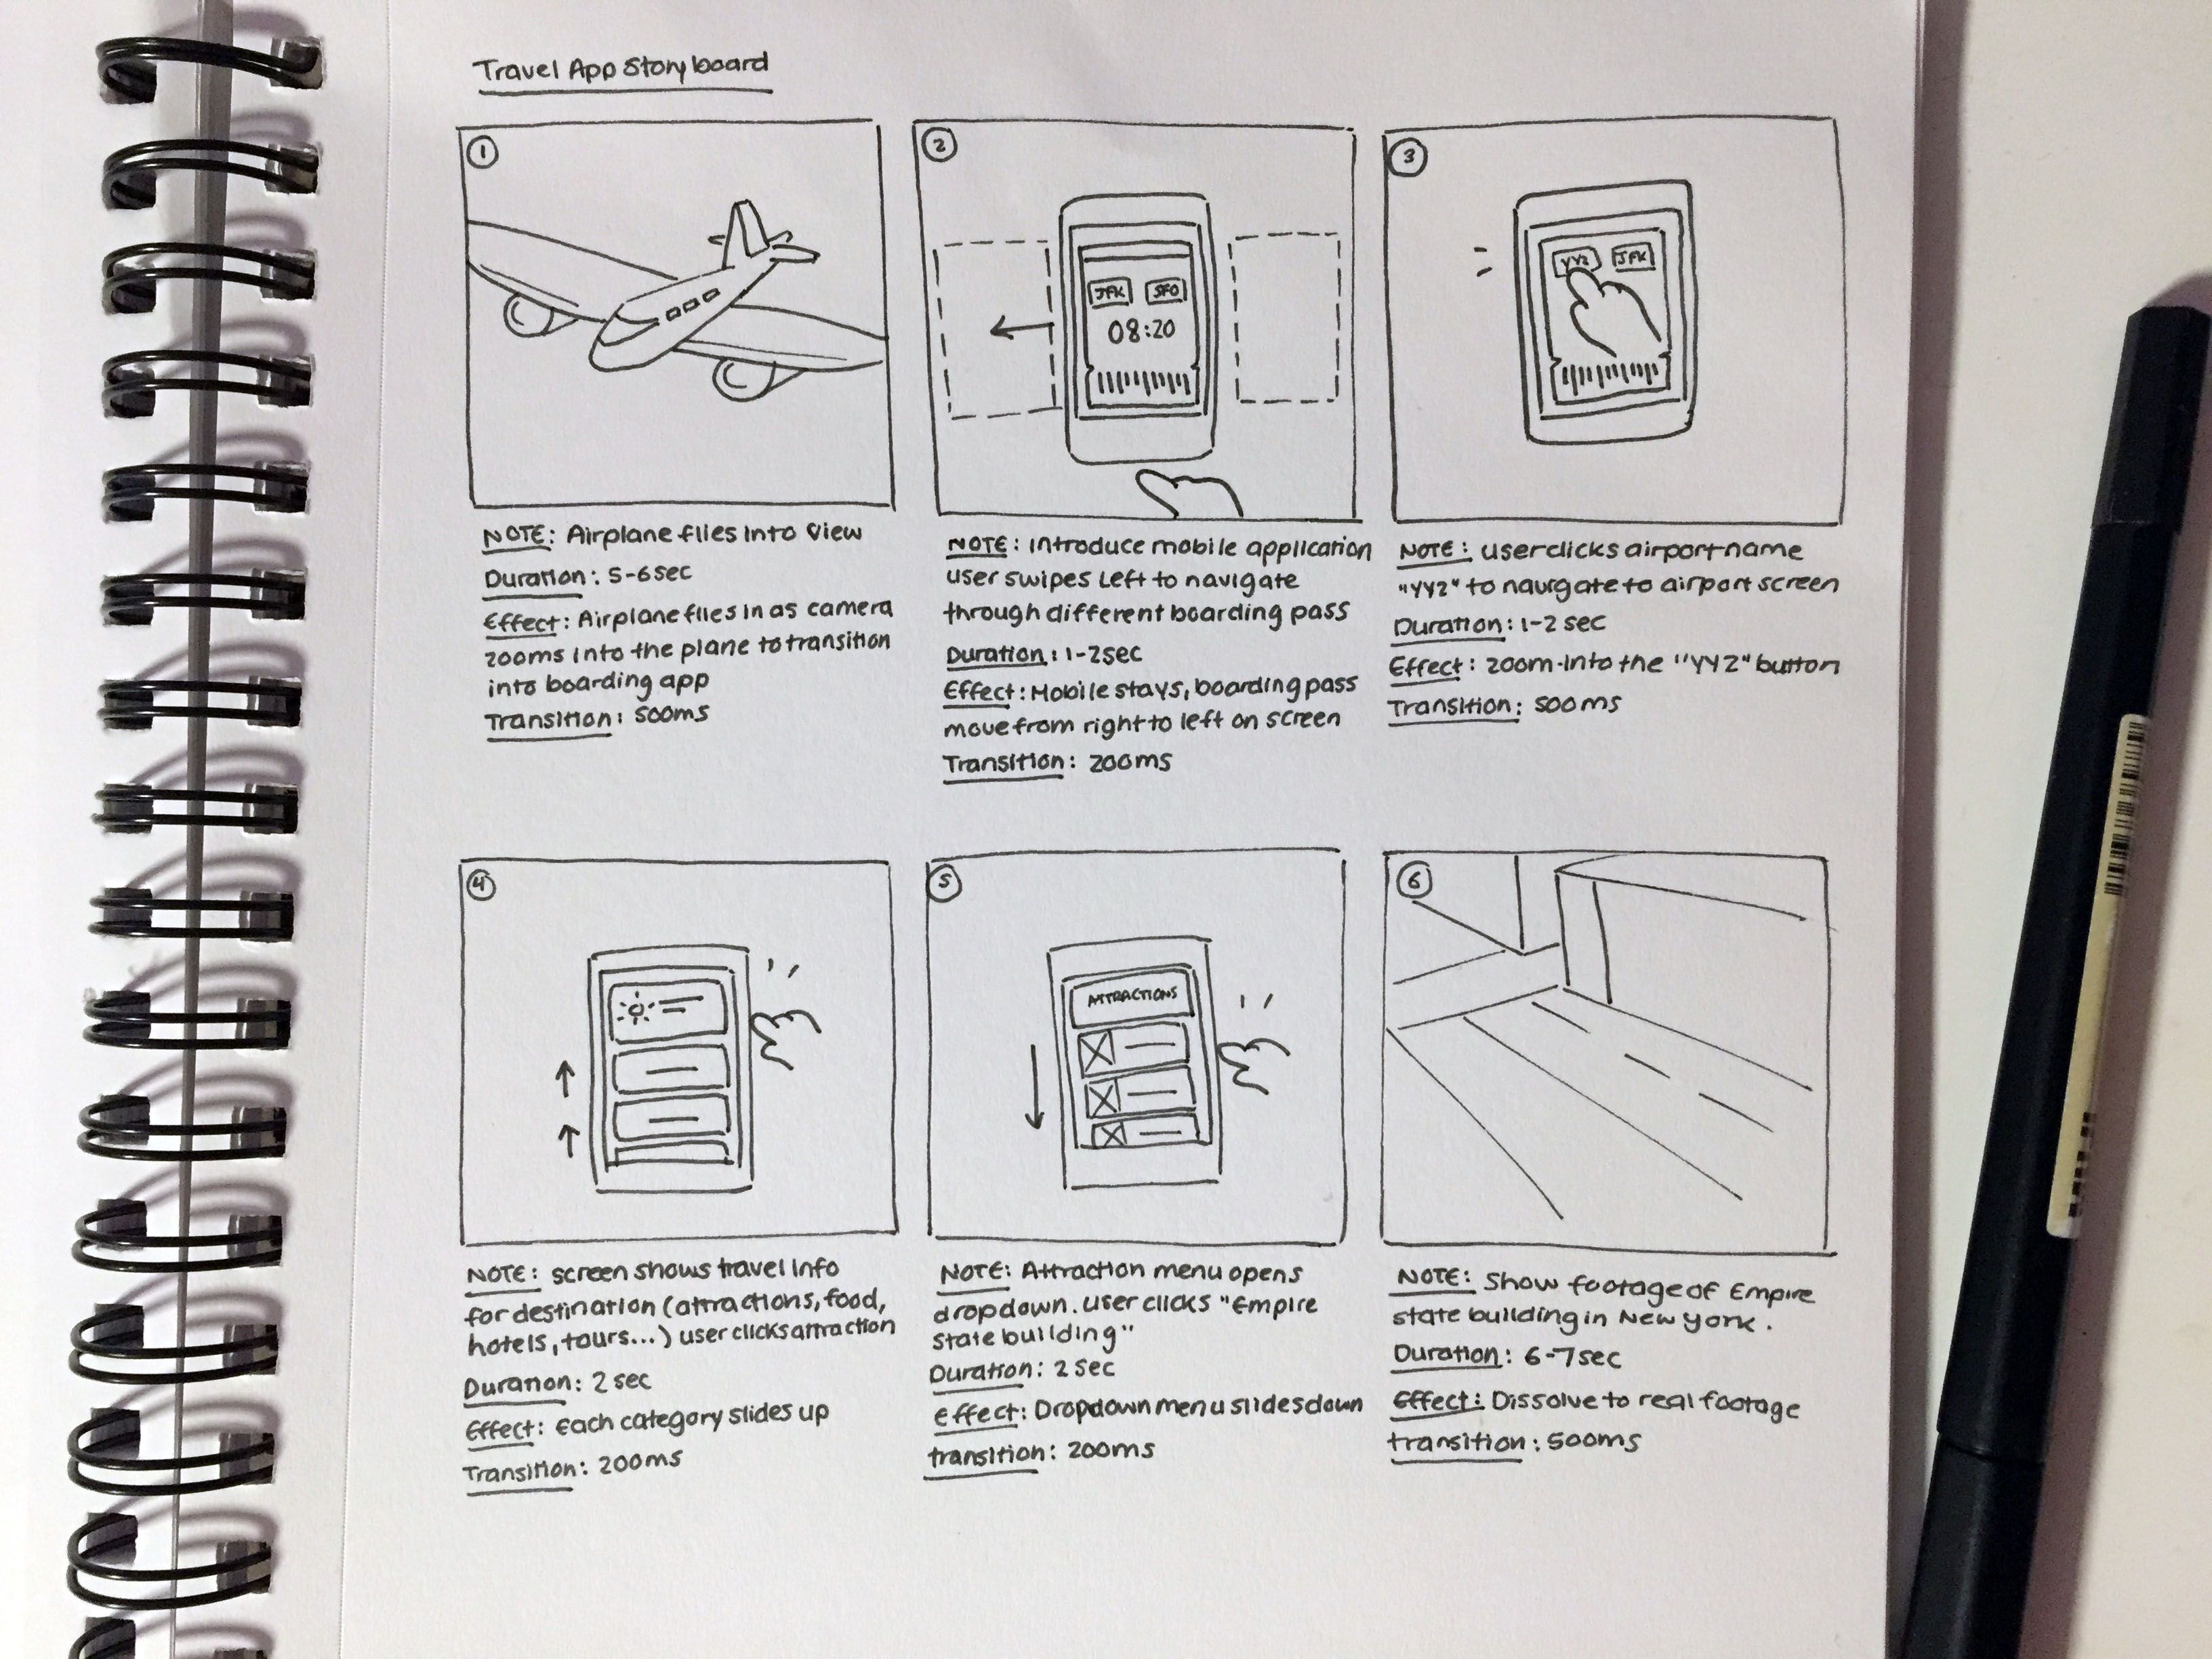 Travel App Storyboard
1
NOTE: Airplane flies into view
Duration: 5-6sec
Effect: Airplane flies in as camera
zooms into the plane to transition
into boarding app
Transition: 500ms
2
JFK SFO
08:20
NOTE: Introduce mobile application
user swipes left to navigate
through different boarding pass
Duration: 1-2sec
Effect: Mobile stays, boarding pass
move from right to left on screen
Transition: 200ms
3
YYZ JFK
NOTE: user clicks airport name
"YYZ" to navigate to airport screen
Duration: 1-2 sec
Effect: zoom-into the "YYZ" button
Transition: 500ms
4
NOTE: screen shows travel info
for destination (attractions, food,
hotels, tours...) user clicks attraction
Duration: 2 sec
Effect: Each category slides up
Transition: 200ms
5
ATTRACTIONS
NOTE: Attraction menu opens
dropdown. user clicks "Empire
state building"
Duration: 2 sec
Effect: Dropdown menu slides down
transition: 200ms
6
NOTE: Show footage of Empire
state building in New York.
Duration: 6-7sec
Effect: Dissolve to real footage
transition: 500ms